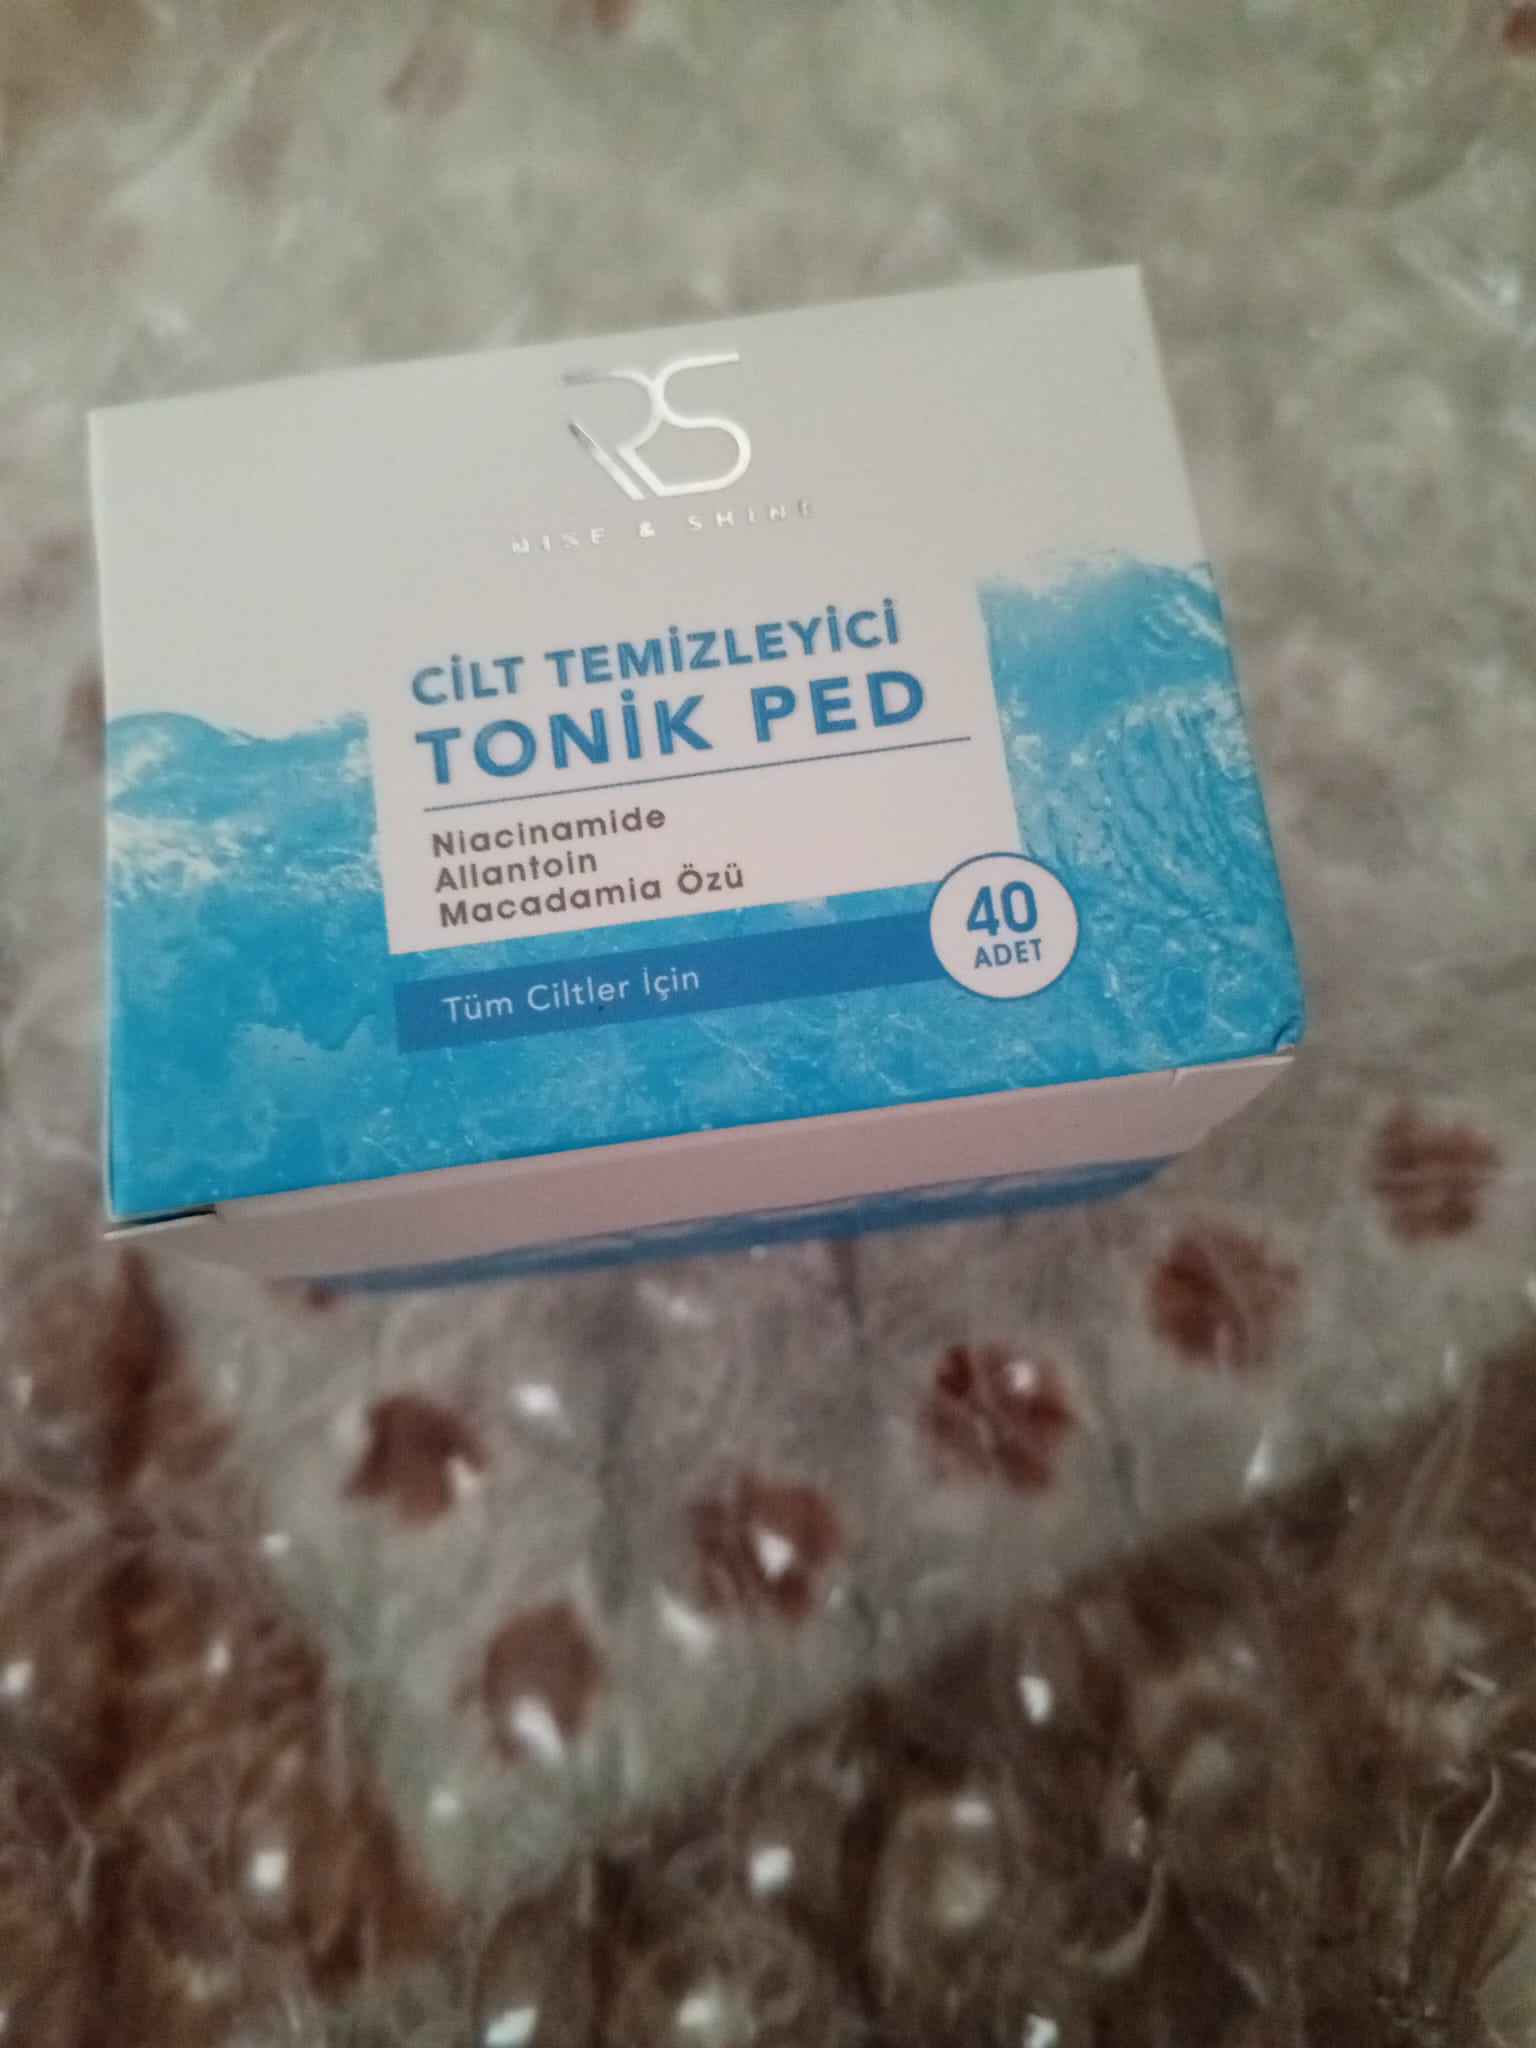 RS
RISE & SHINE
CİLT TEMİZLEYİCİ
TONİK PED
Niacinamide
Allantoin
Macadamia Özü
40
ADET
Tüm Ciltler İçin